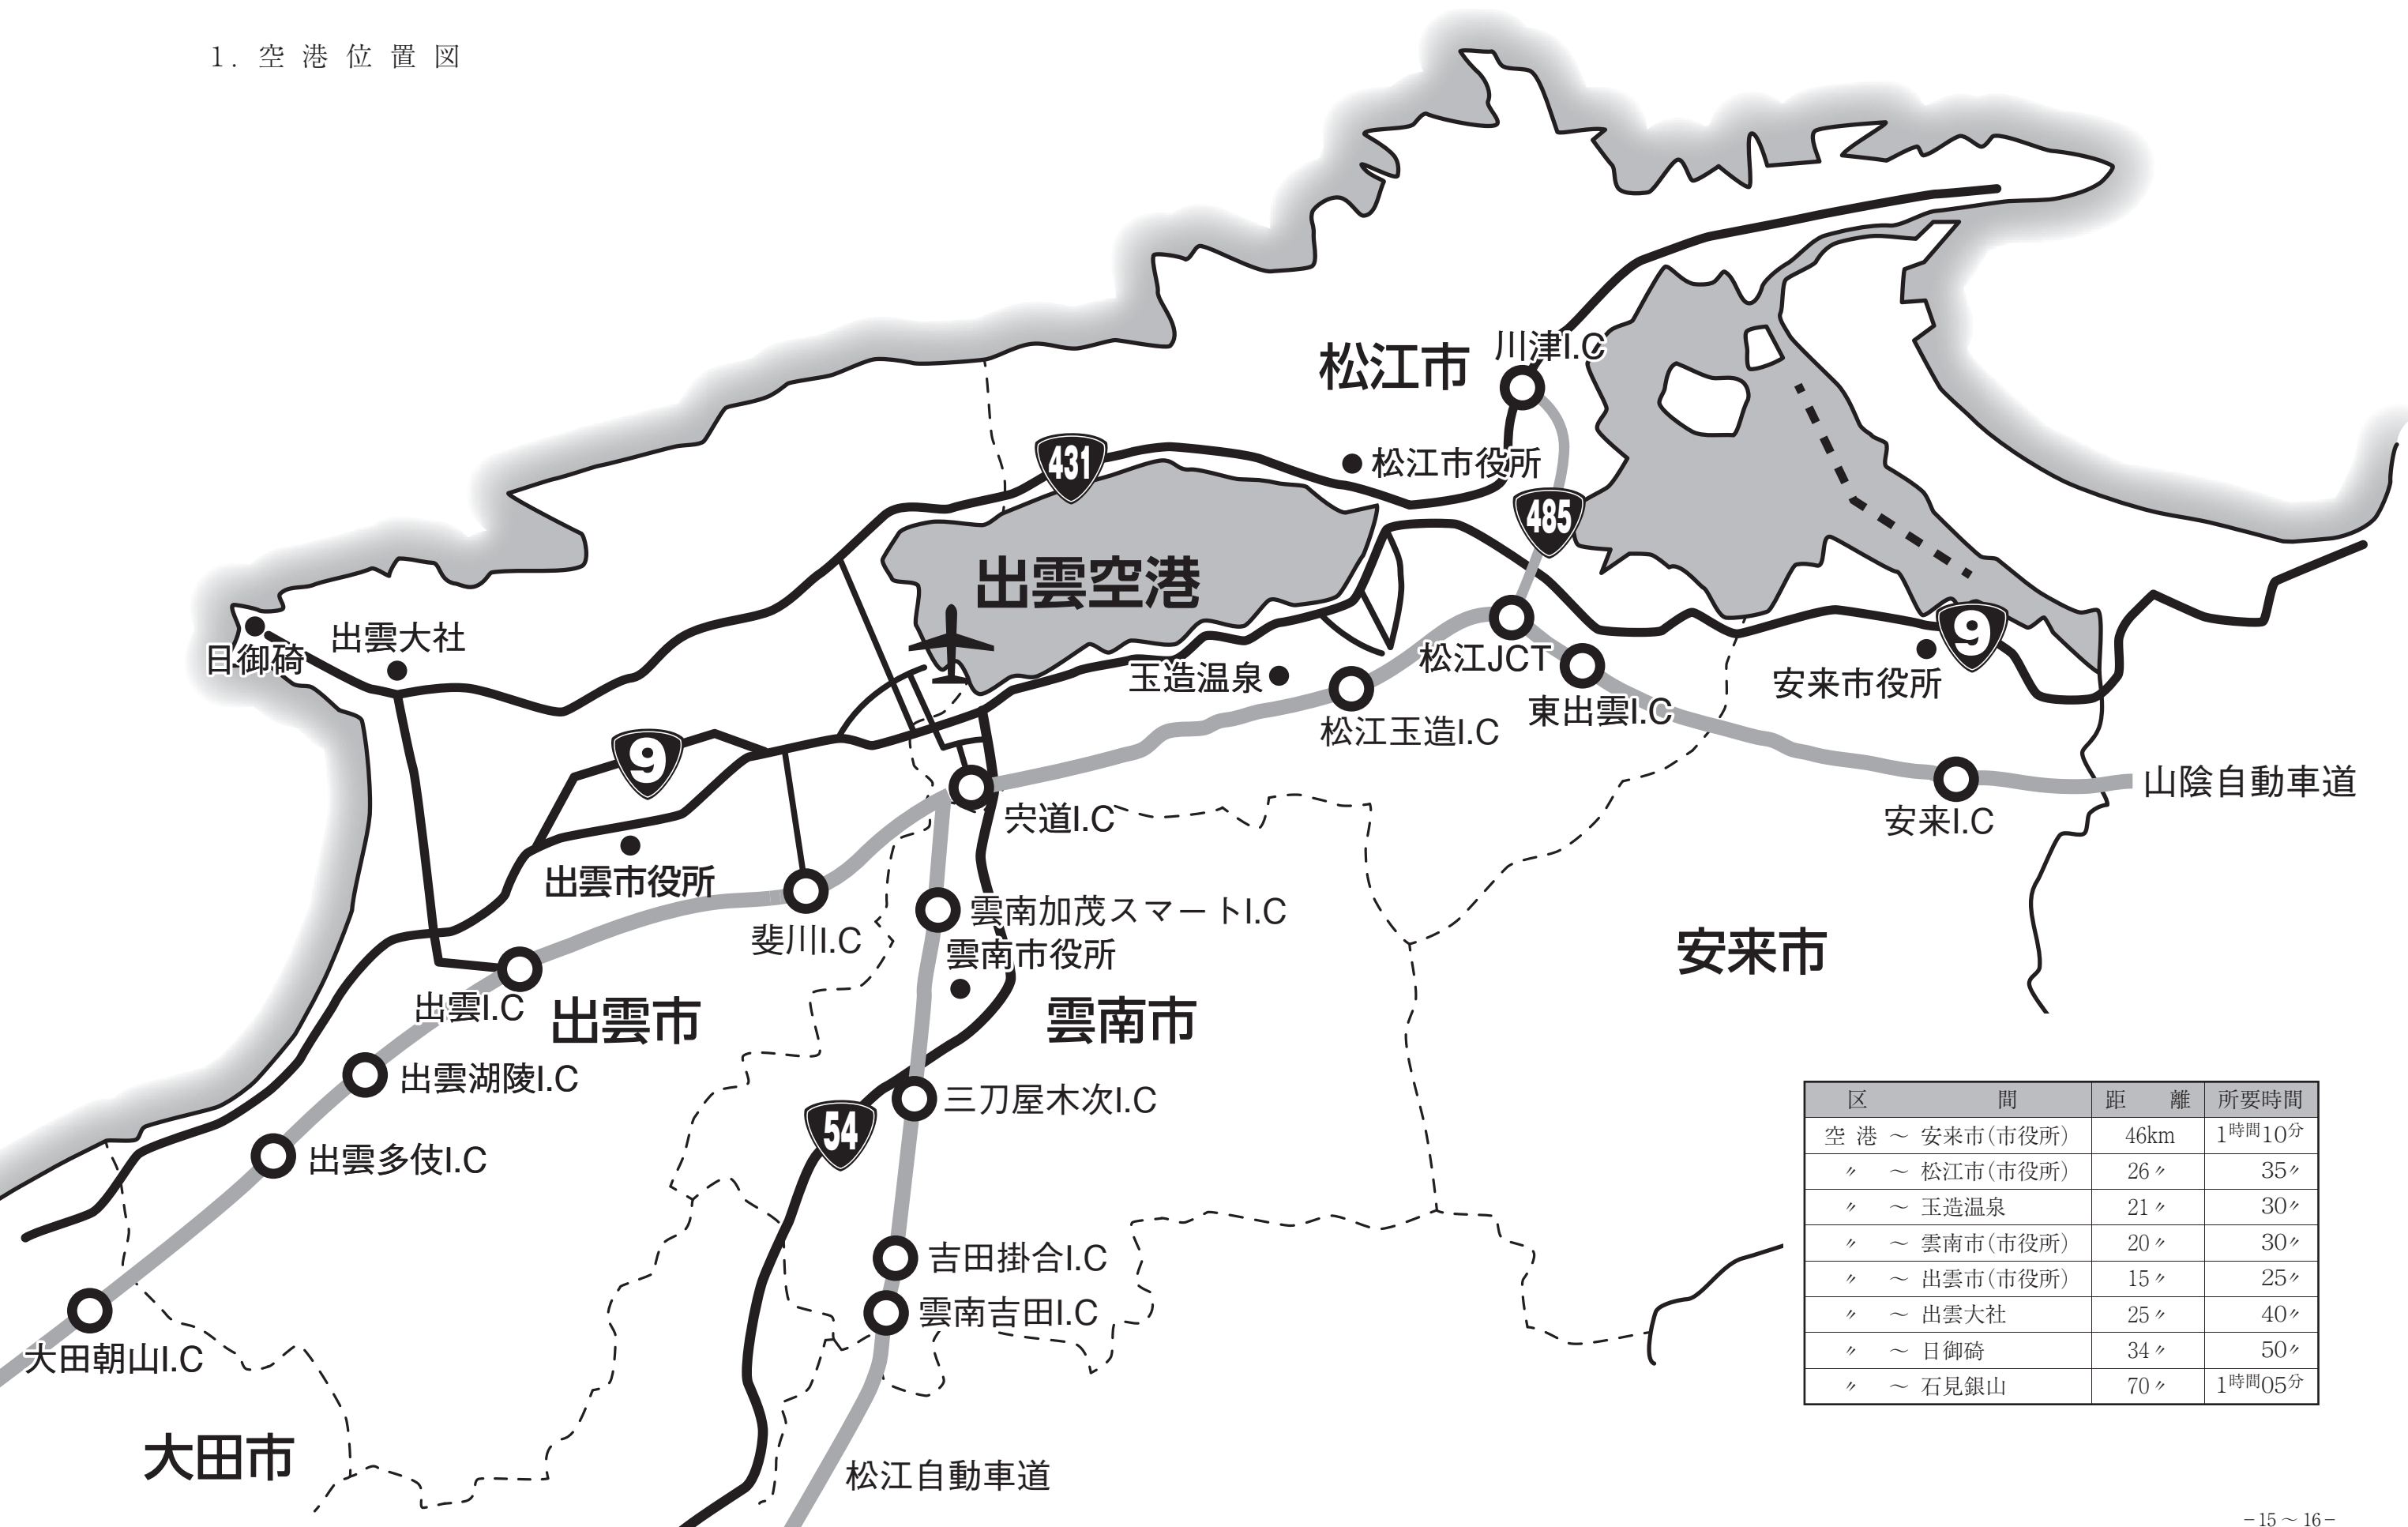 1. 空港位置図
松江市
川津I.C
431
松江市役所
485
出雲空港
日御碕
出雲大社
玉造温泉
松江JCT
9
安来市役所
松江玉造I.C
東出雲I.C
9
山陰自動車道
宍道I.C
安来I.C
出雲市役所
雲南加茂スマートI.C
斐川I.C
雲南市役所
安来市
出雲I.C
出雲市
雲南市
出雲湖陵I.C
三刀屋木次I.C
54
出雲多伎I.C
吉田掛合I.C
雲南吉田I.C
大田朝山I.C
大田市
松江自動車道
区間 距離 所要時間
空港 ～ 安来市(市役所) 46km 1時間10分
〃 ～ 松江市(市役所) 26〃 35〃
〃 ～ 玉造温泉 21〃 30〃
〃 ～ 雲南市(市役所) 20〃 30〃
〃 ～ 出雲市(市役所) 15〃 25〃
〃 ～ 出雲大社 25〃 40〃
〃 ～ 日御碕 34〃 50〃
〃 ～ 石見銀山 70〃 1時間05分
－15～16－